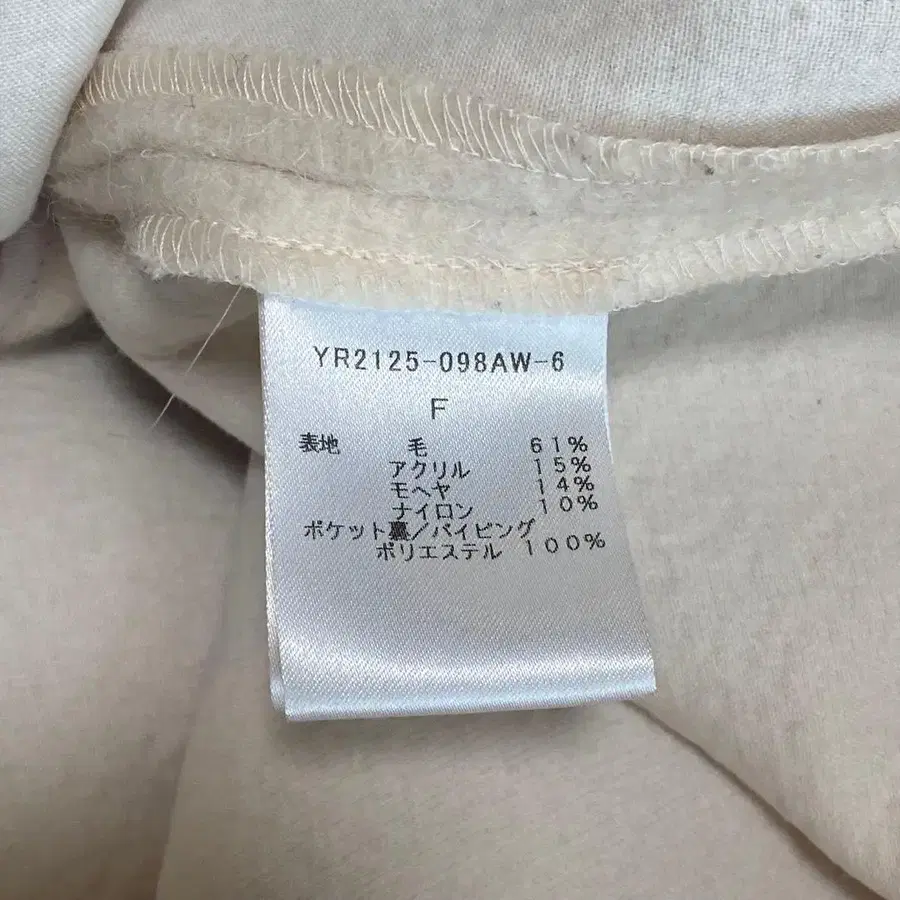 YR2125-098AW-6
F
表地 毛 61%
アクリル 15%
モヘヤ 14%
ナイロン 10%
ポケット裏/パイピング
ポリエステル 100%